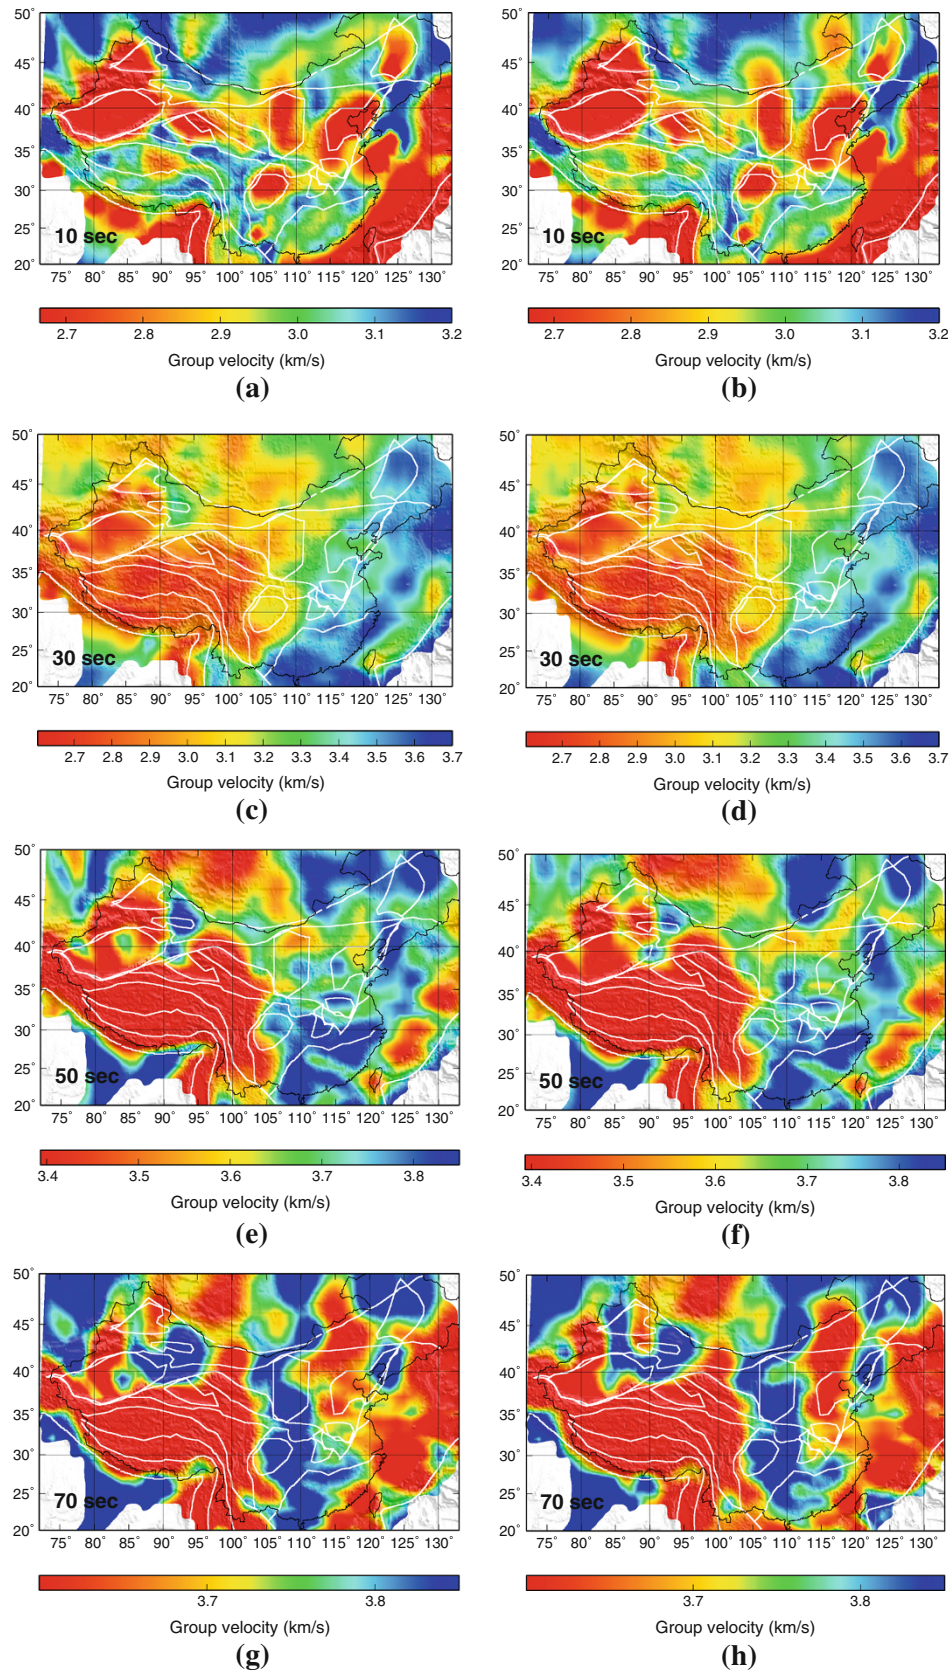 50° 50°
45° 45°
40° 40°
35° 35°
30° 30°
25° 10 sec 25° 10 sec
20° 20°
75° 80° 85° 90° 95° 100° 105° 110° 115° 120° 125° 130° 75° 80° 85° 90° 95° 100° 105° 110° 115° 120° 125° 130°
2.7 2.8 2.9 3.0 3.1 3.2 2.7 2.8 2.9 3.0 3.1 3.2
Group velocity (km/s) Group velocity (km/s)
(a) (b)
50° 50°
45° 45°
40° 40°
35° 35°
30° 30°
25° 30 sec 25° 30 sec
20° 20°
75° 80° 85° 90° 95° 100° 105° 110° 115° 120° 125° 130° 75° 80° 85° 90° 95° 100° 105° 110° 115° 120° 125° 130°
2.7 2.8 2.9 3.0 3.1 3.2 3.3 3.4 3.5 3.6 3.7 2.7 2.8 2.9 3.0 3.1 3.2 3.3 3.4 3.5 3.6 3.7
Group velocity (km/s) Group velocity (km/s)
(c) (d)
50° 50°
45° 45°
40° 40°
35° 35°
30° 30°
25° 50 sec 25° 50 sec
20° 20°
75° 80° 85° 90° 95° 100° 105° 110° 115° 120° 125° 130° 75° 80° 85° 90° 95° 100° 105° 110° 115° 120° 125° 130°
3.4 3.5 3.6 3.7 3.8 3.4 3.5 3.6 3.7 3.8
Group velocity (km/s) Group velocity (km/s)
(e) (f)
50° 50°
45° 45°
40° 40°
35° 35°
30° 30°
25° 70 sec 25° 70 sec
20° 20°
75° 80° 85° 90° 95° 100° 105° 110° 115° 120° 125° 130° 75° 80° 85° 90° 95° 100° 105° 110° 115° 120° 125° 130°
3.7 3.8 3.7 3.8
Group velocity (km/s) Group velocity (km/s)
(g) (h)